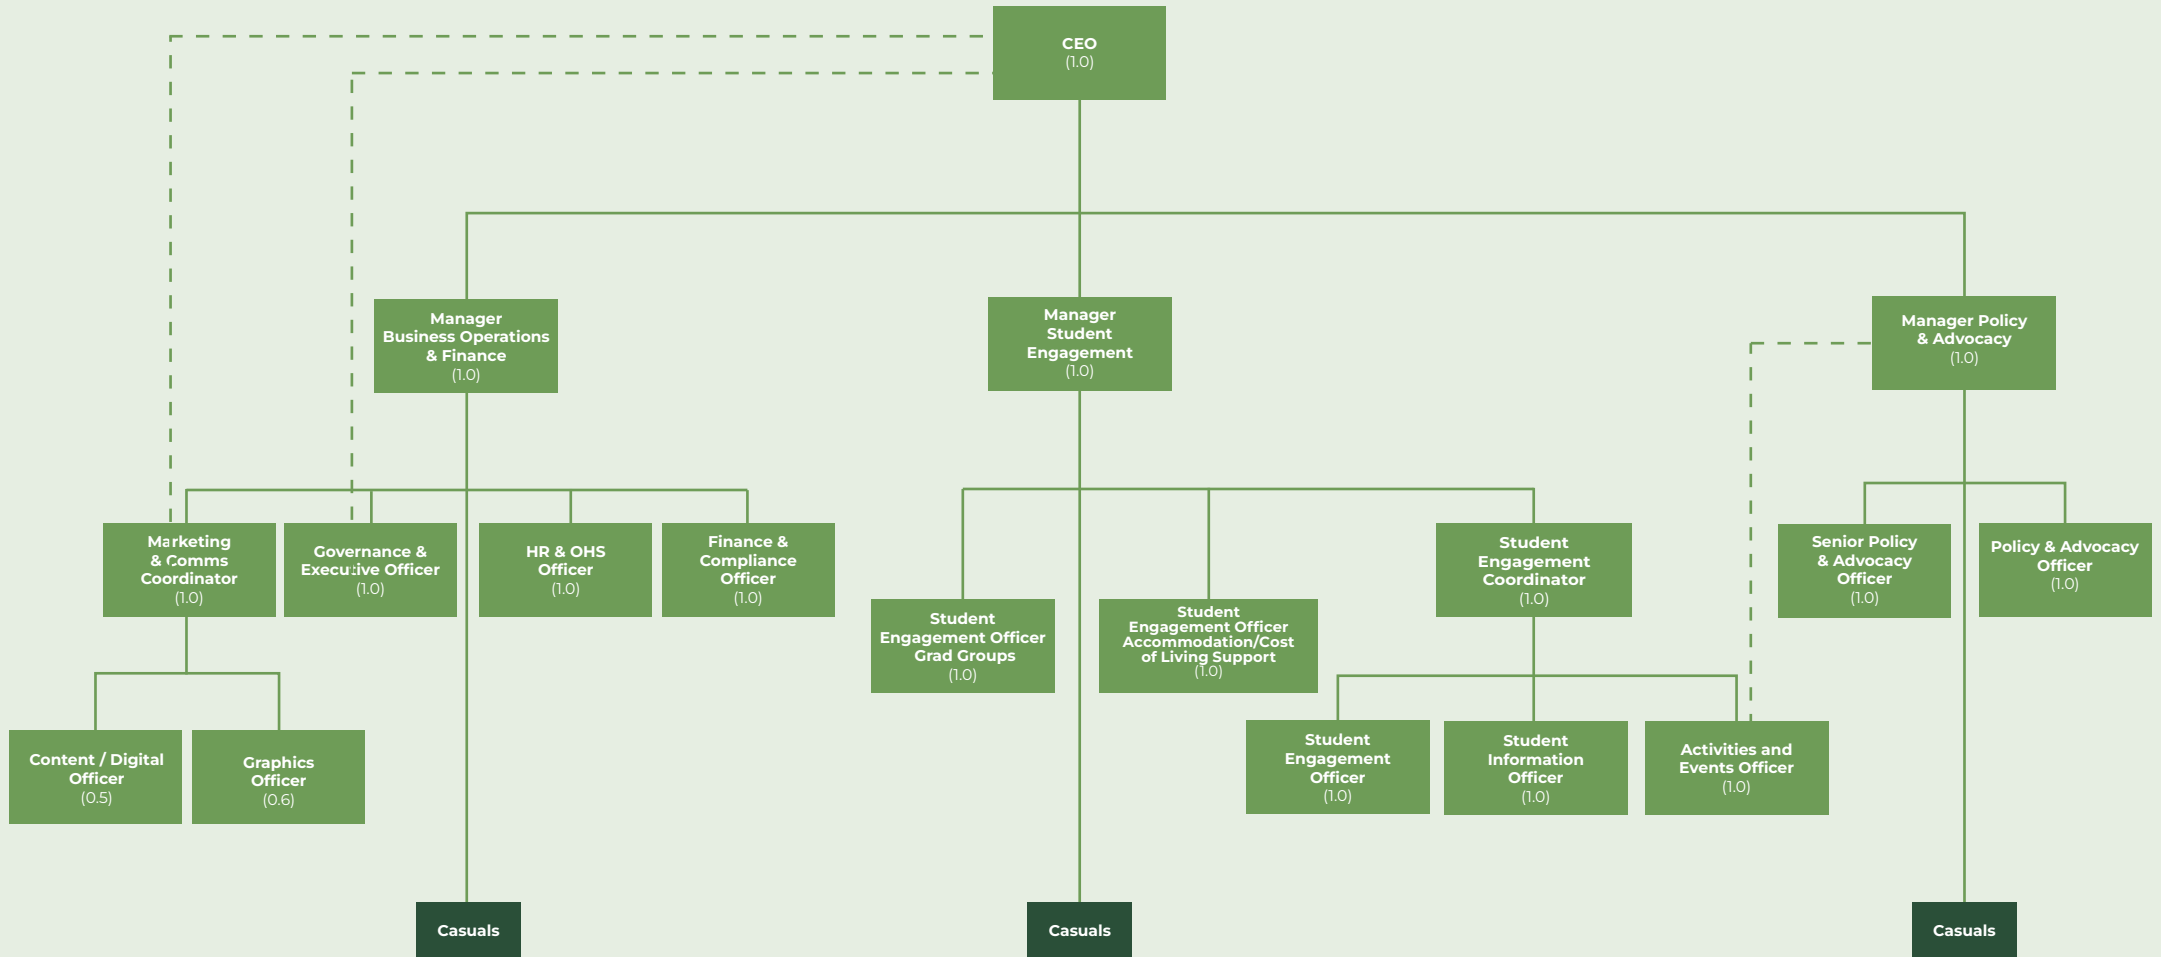 CEO
(1.0)
Manager
Business Operations
& Finance
(1.0)
Manager
Student
Engagement
(1.0)
Manager Policy
& Advocacy
(1.0)
Marketing
& Comms
Coordinator
(1.0)
Governance &
Executive Officer
(1.0)
HR & OHS
Officer
(1.0)
Finance &
Compliance
Officer
(1.0)
Student
Engagement Officer
Grad Groups
(1.0)
Student
Engagement Officer
Accommodation/Cost
of Living Support
(1.0)
Student
Engagement
Coordinator
(1.0)
Senior Policy
& Advocacy
Officer
(1.0)
Policy & Advocacy
Officer
(1.0)
Content / Digital
Officer
(0.5)
Graphics
Officer
(0.6)
Student
Engagement
Officer
(1.0)
Student
Information
Officer
(1.0)
Activities and
Events Officer
(1.0)
Casuals
Casuals
Casuals